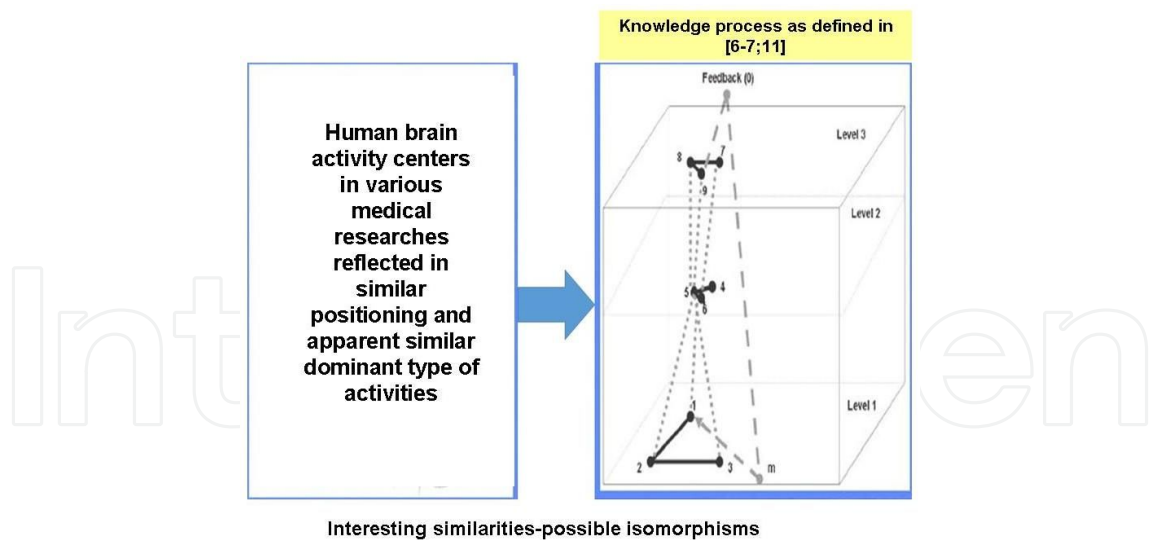 Knowledge process as defined in
[6-7;11]
Human brain
activity centers
in various
medical
researches
reflected in
similar
positioning and
apparent similar
dominant type of
activities
Feedback (0)
Level 3
8
7
9
Level 2
5
4
6
Level 1
1
2
3
m
Interesting similarities-possible isomorphisms